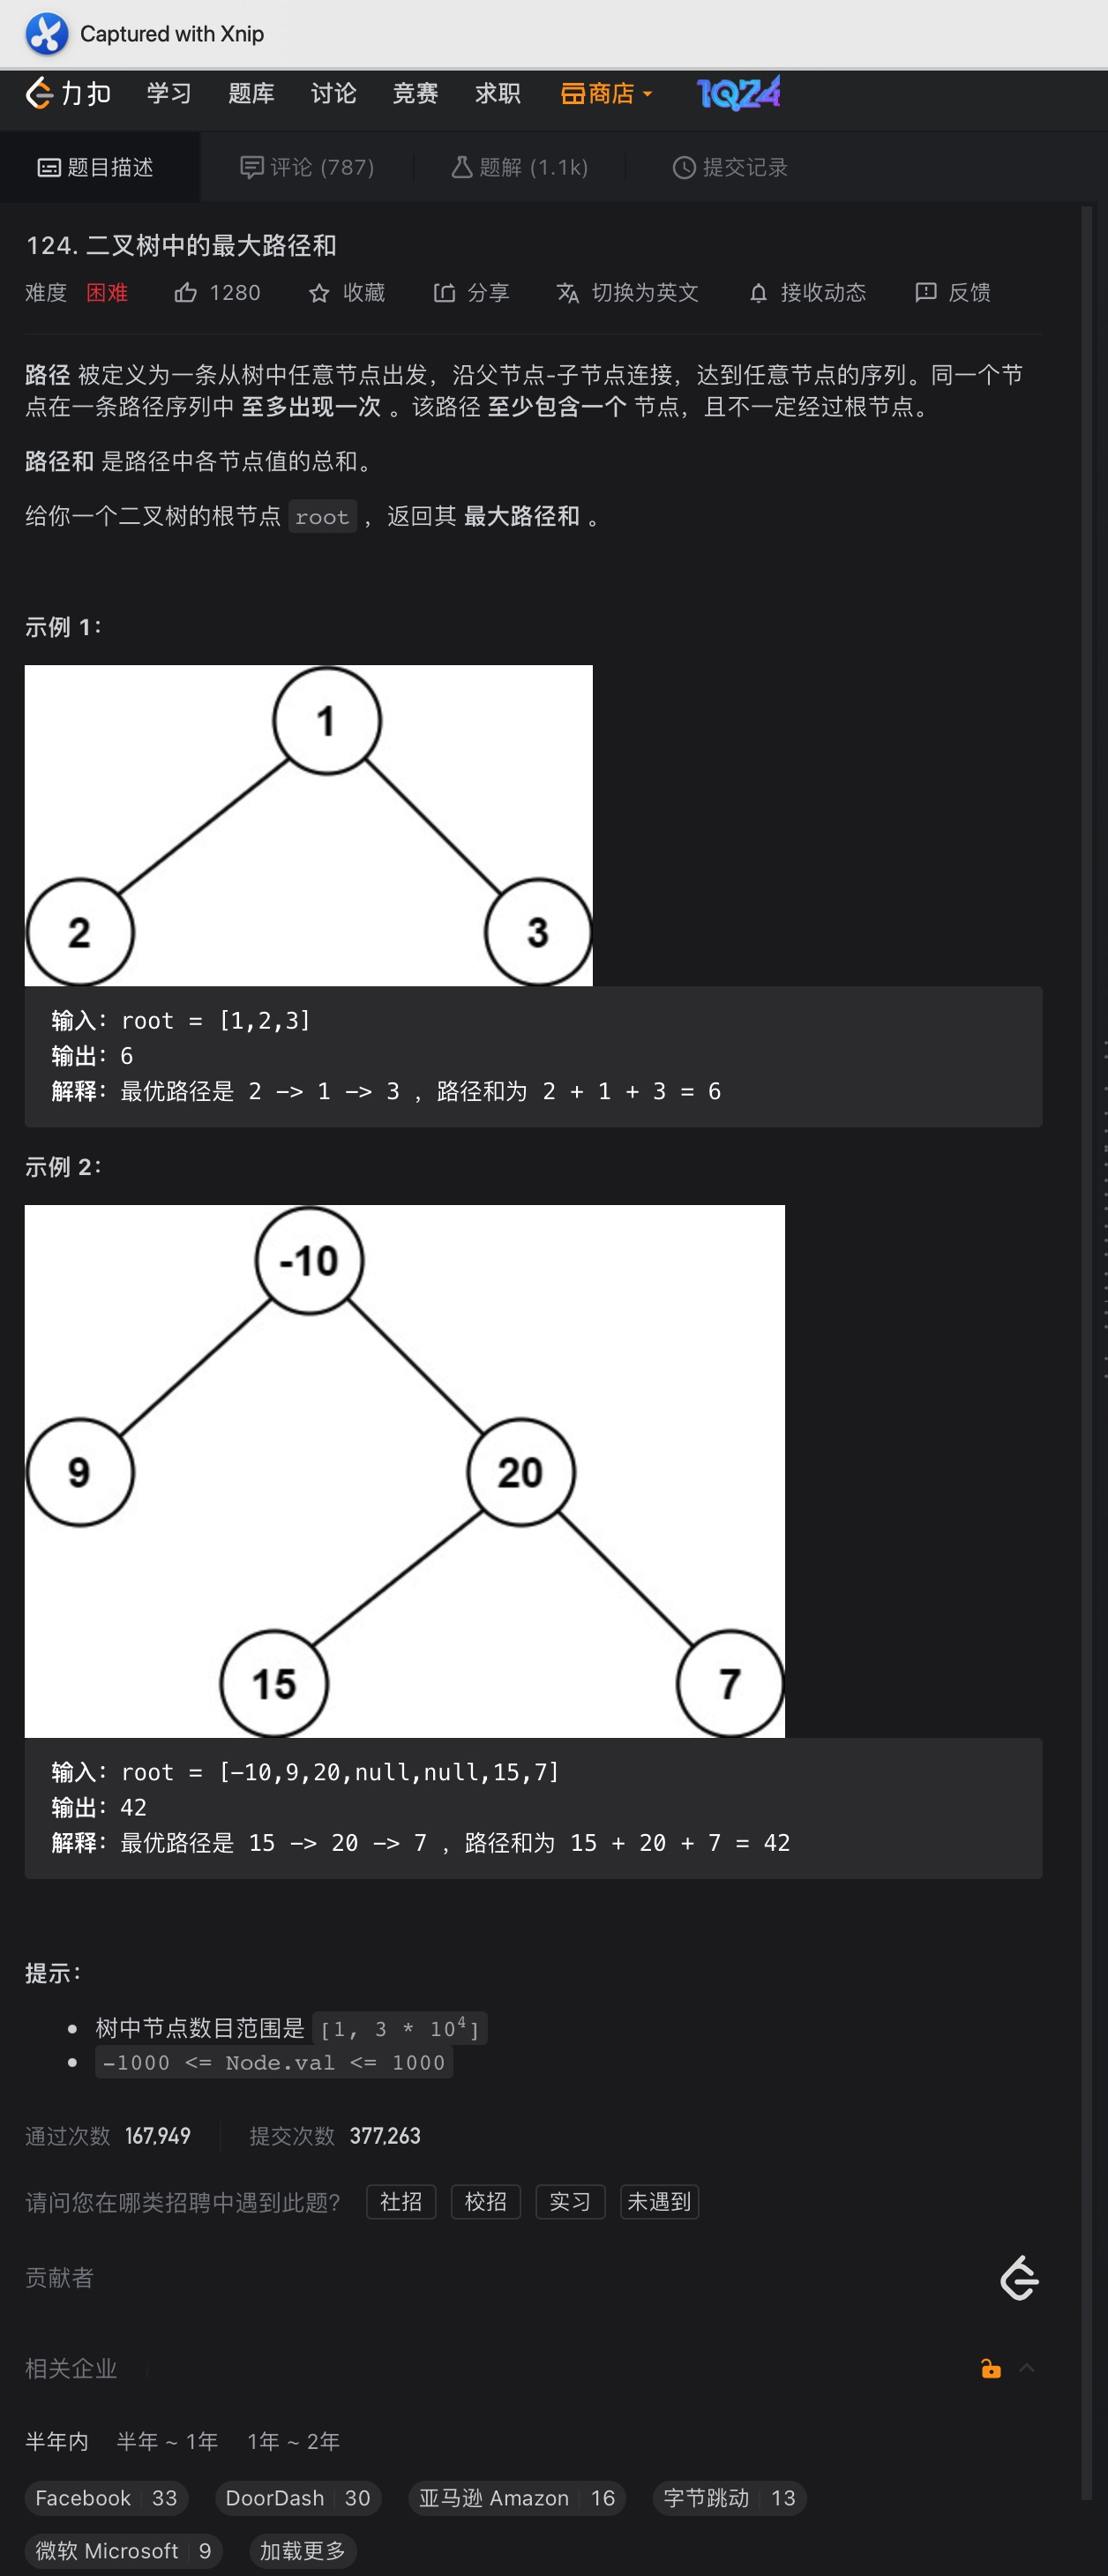 Captured with Xnip
力扣 学习 题库 讨论 竞赛 求职 商店 1024
题目描述 评论 (787) 题解 (1.1k) 提交记录
124. 二叉树中的最大路径和
难度 困难 1280 收藏 分享 切换为英文 接收动态 反馈
路径 被定义为一条从树中任意节点出发，沿父节点-子节点连接，达到任意节点的序列。同一个节
点在一条路径序列中 至多出现一次 。该路径 至少包含一个 节点，且不一定经过根节点。
路径和 是路径中各节点值的总和。
给你一个二叉树的根节点 root ，返回其 最大路径和 。
示例 1：
1
2 3
输入：root = [1,2,3]
输出：6
解释：最优路径是 2 -> 1 -> 3 ，路径和为 2 + 1 + 3 = 6
示例 2：
-10
9 20
15 7
输入：root = [-10,9,20,null,null,15,7]
输出：42
解释：最优路径是 15 -> 20 -> 7 ，路径和为 15 + 20 + 7 = 42
提示：
• 树中节点数目范围是 [1, 3 * 10⁴]
• -1000 <= Node.val <= 1000
通过次数 167,949 提交次数 377,263
请问您在哪类招聘中遇到此题? 社招 校招 实习 未遇到
贡献者
相关企业
半年内 半年 ~ 1年 1年 ~ 2年
Facebook 33 DoorDash 30 亚马逊 Amazon 16 字节跳动 13
微软 Microsoft 9 加载更多